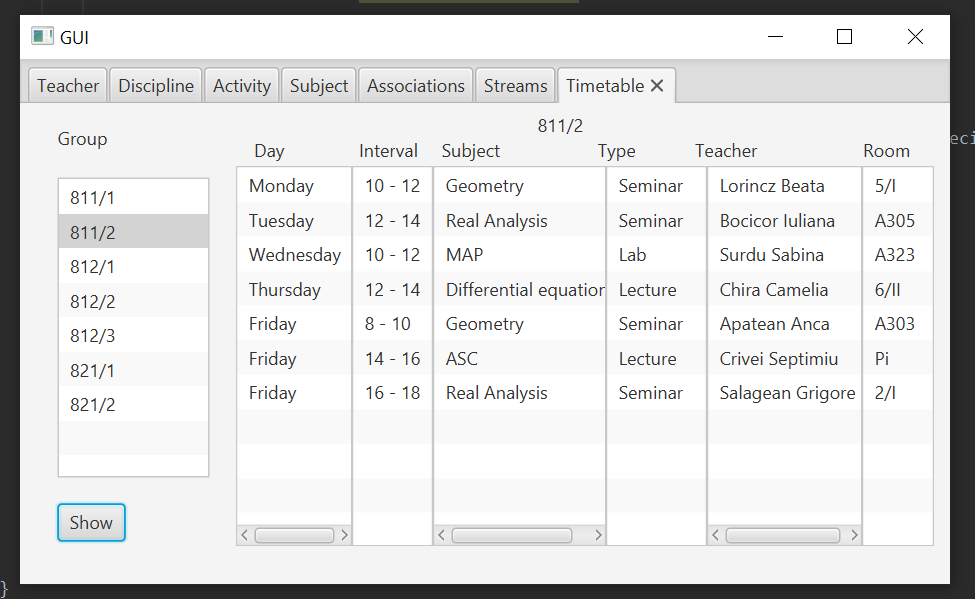 GUI
Teacher Discipline Activity Subject Associations Streams Timetable
811/2
Group
Day Interval Subject Type Teacher Room
Monday 10 - 12 Geometry Seminar Lorincz Beata 5/I
Tuesday 12 - 14 Real Analysis Seminar Bocicor Iuliana A305
Wednesday 10 - 12 MAP Lab Surdu Sabina A323
Thursday 12 - 14 Differential equation Lecture Chira Camelia 6/II
Friday 8 - 10 Geometry Seminar Apatean Anca A303
Friday 14 - 16 ASC Lecture Crivei Septimiu Pi
Friday 16 - 18 Real Analysis Seminar Salagean Grigore 2/I
811/1
811/2
812/1
812/2
812/3
821/1
821/2
Show
eci
}